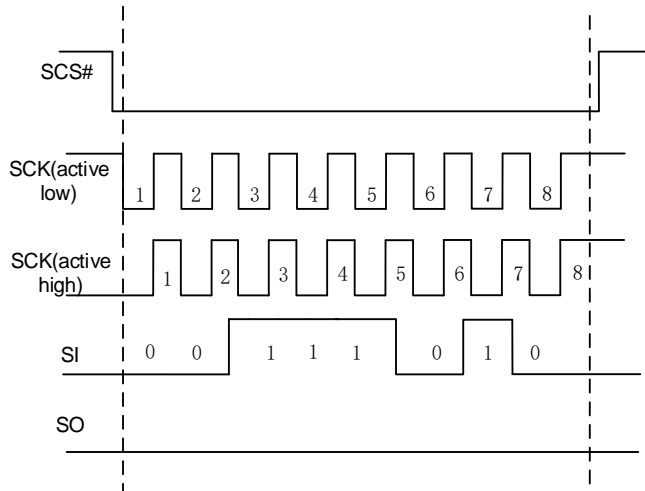 SCS#
SCK(active
low)
1 2 3 4 5 6 7 8
SCK(active
high)
1 2 3 4 5 6 7 8
SI
0 0 1 1 1 0 1 0
SO